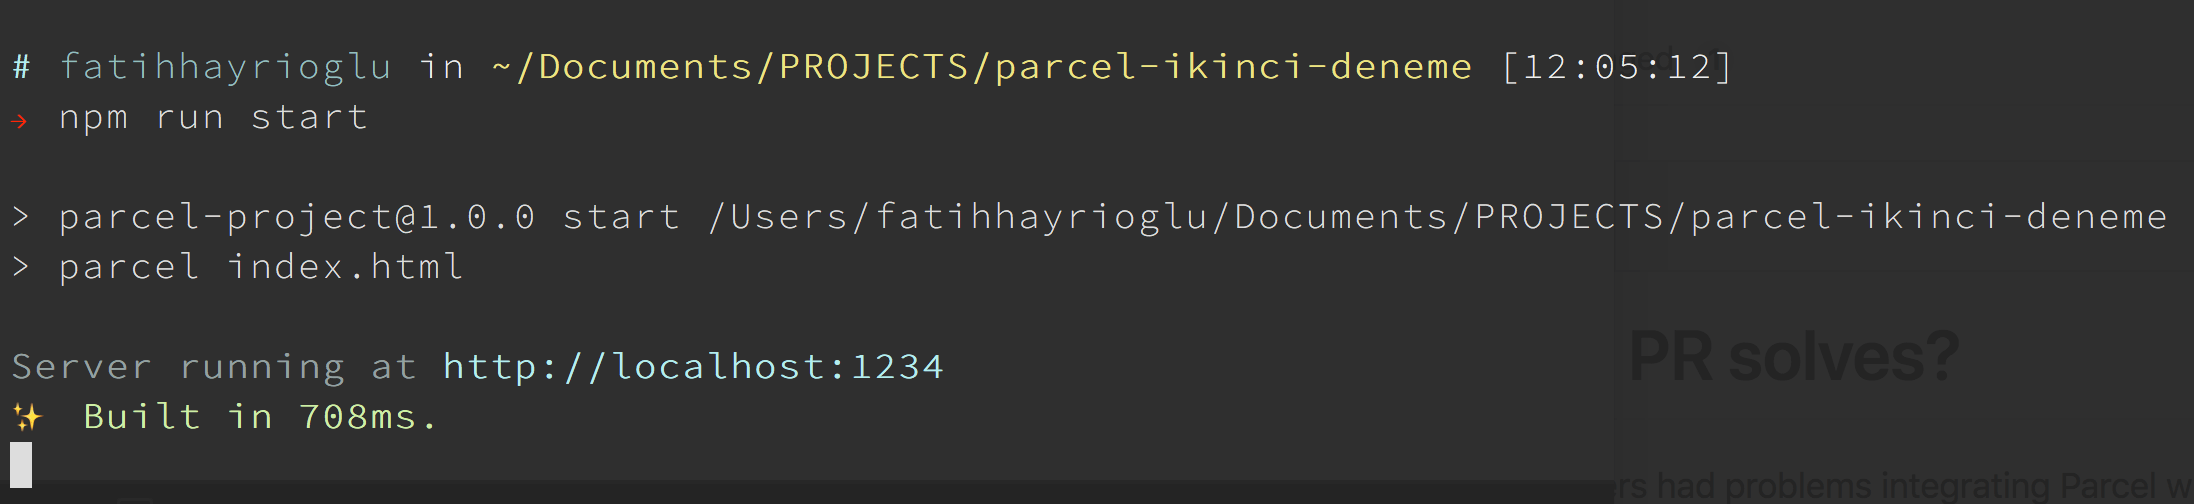 # fatihhayrioglu in ~/Documents/PROJECTS/parcel-ikinci-deneme [12:05:12]
→ npm run start
> parcel-project@1.0.0 start /Users/fatihhayrioglu/Documents/PROJECTS/parcel-ikinci-deneme
> parcel index.html
Server running at http://localhost:1234
PR solves?
✨ Built in 708ms.
had problems integrating Parcel